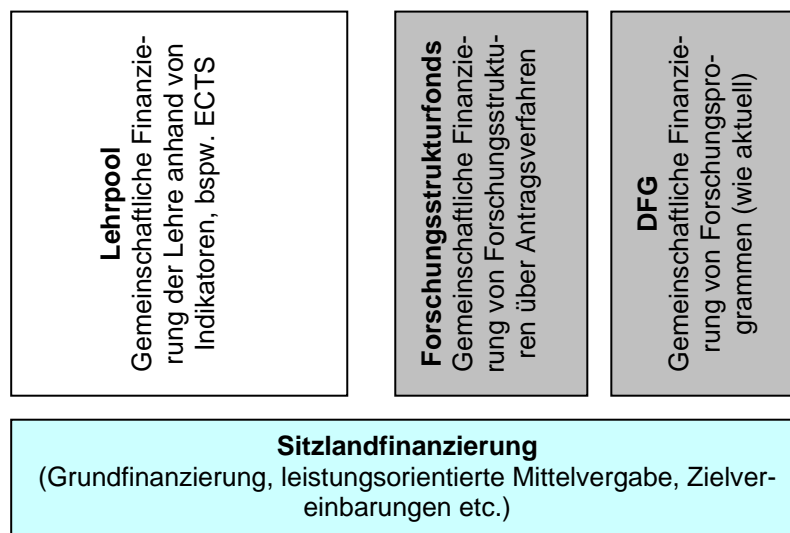 Lehrpool
Gemeinschaftliche Finanzie-
rung der Lehre anhand von
Indikatoren, bspw. ECTS
Forschungsstrukturfonds
Gemeinschaftliche Finanzie-
rung von Forschungsstruktu-
ren über Antragsverfahren
DFG
Gemeinschaftliche Finanzie-
rung von Forschungspro-
grammen (wie aktuell)
Sitzlandfinanzierung
(Grundfinanzierung, leistungsorientierte Mittelvergabe, Zielver-
einbarungen etc.)